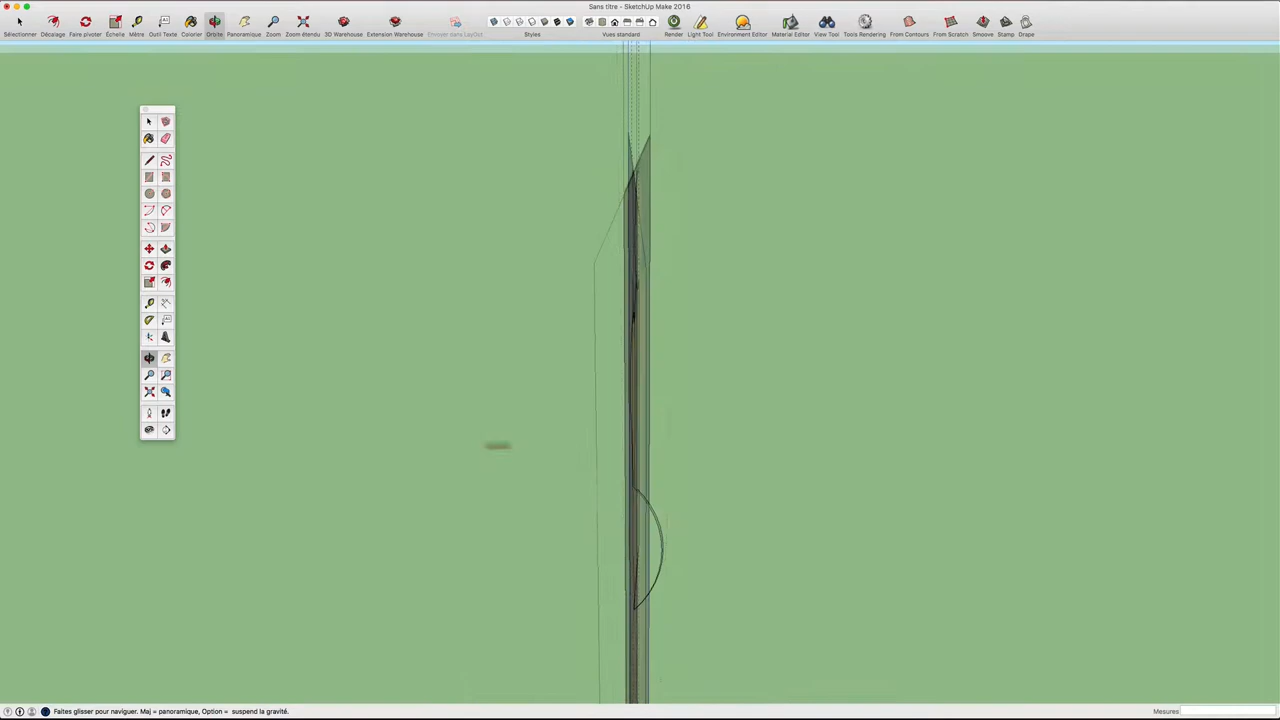 Sans titre - SketchUp Make 2016
Sélectionner Décalage Faire pivoter Échelle Mètre Outil Texte Colorier Orbite Panoramique Zoom Zoom étendu 3D Warehouse Extension Warehouse Envoyer dans LayOut Styles Vues standard Render Light Tool Environment Editor Material Editor View Tool Tools Rendering From Contours From Scratch Smoove Stamp Drape
Faites glisser pour naviguer. Maj = panoramique, Option = suspend la gravité. Mesures